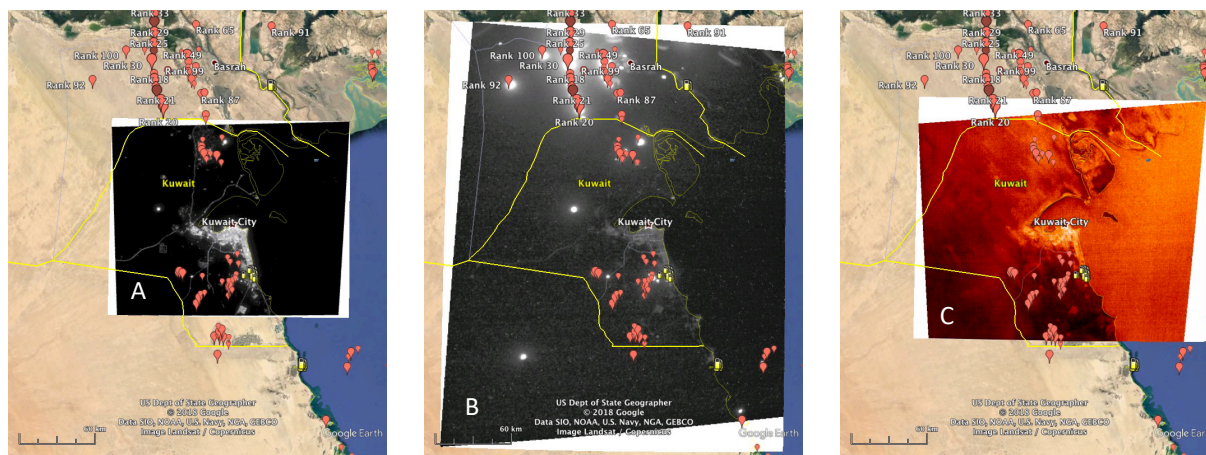 Rank 33
Rank 65
Rank 91
Rank 29
Rank 25
Rank 100
Rank 49
Rank 30
Basrah
Rank 99
Rank 92
Rank 18
Rank 21
Rank 87
Rank 20
Kuwait
Kuwait City
A
US Dept of State Geographer
© 2018 Google
Data SIO, NOAA, U.S. Navy, NGA, GEBCO
Image Landsat / Copernicus
60 km
Google Earth
Rank 33
Rank 65
Rank 91
Rank 29
Rank 25
Rank 100
Rank 49
Rank 30
Basrah
Rank 99
Rank 92
Rank 18
Rank 21
Rank 87
Rank 20
Kuwait
Kuwait City
B
US Dept of State Geographer
© 2018 Google
Data SIO, NOAA, U.S. Navy, NGA, GEBCO
Image Landsat / Copernicus
60 km
Google Earth
Rank 33
Rank 65
Rank 91
Rank 29
Rank 25
Rank 100
Rank 49
Rank 30
Basrah
Rank 99
Rank 92
Rank 18
Rank 21
Rank 87
Rank 20
Kuwait
Kuwait City
C
US Dept of State Geographer
© 2018 Google
Data SIO, NOAA, U.S. Navy, NGA, GEBCO
Image Landsat / Copernicus
60 km
Google Earth